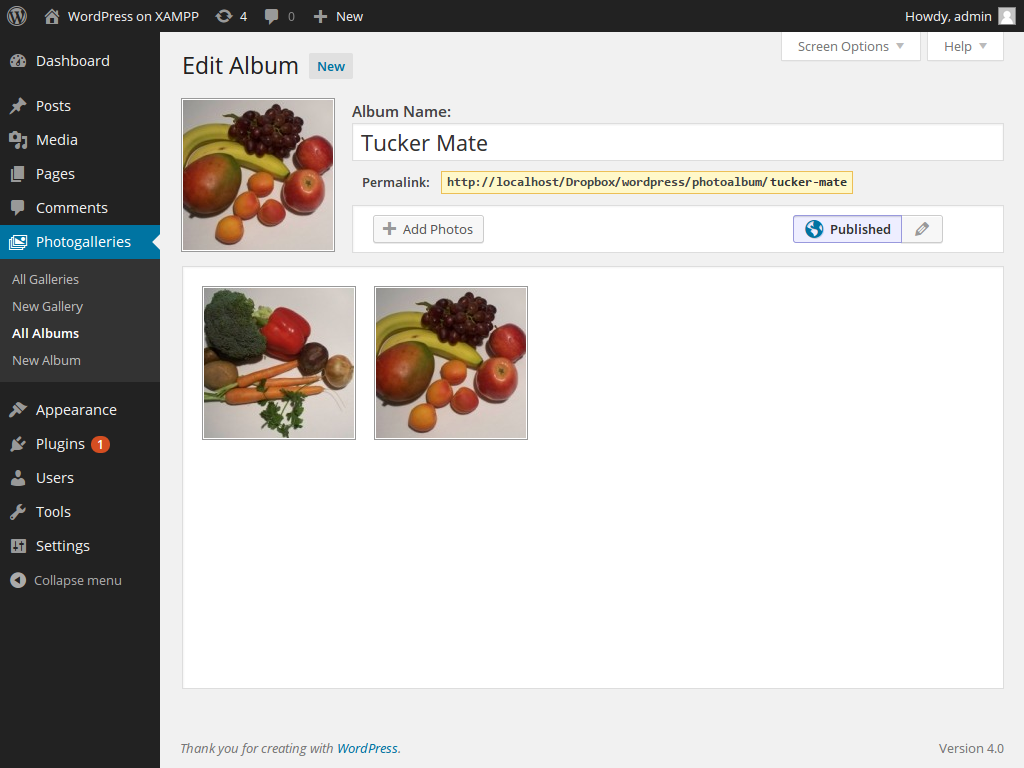 WordPress on XAMPP 4 0 New Howdy, admin
Screen Options Help
Dashboard
Posts
Media
Pages
Comments
Photogalleries
All Galleries
New Gallery
All Albums
New Album
Appearance
Plugins 1
Users
Tools
Settings
Collapse menu
Edit Album New
Album Name:
Tucker Mate
Permalink: http://localhost/Dropbox/wordpress/photoalbum/tucker-mate
Add Photos Published
Thank you for creating with WordPress. Version 4.0